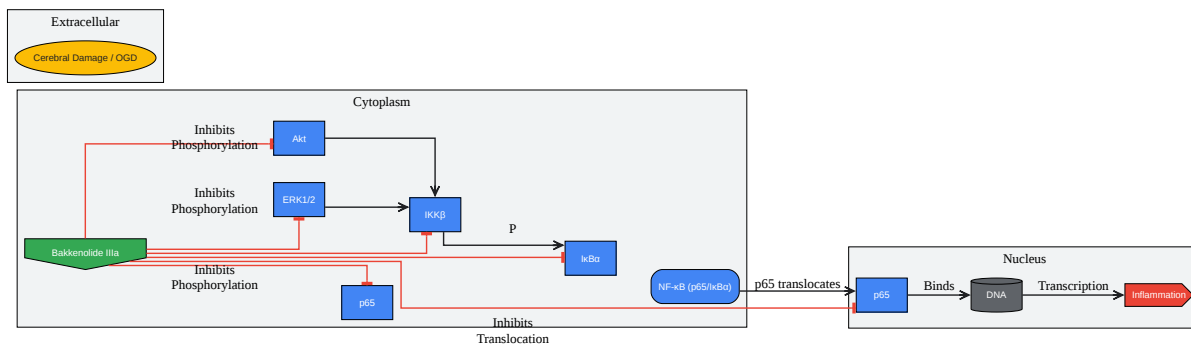 Extracellular
Cerebral Damage / OGD
Cytoplasm
Inhibits
Phosphorylation
Akt
Inhibits
Phosphorylation
ERK1/2
IKKβ
P
Bakkenolide IIIa
IκBα
Inhibits
Phosphorylation
p65
NF-κB (p65/IκBα)
p65 translocates
Inhibits
Translocation
Nucleus
p65
Binds
DNA
Transcription
Inflammation